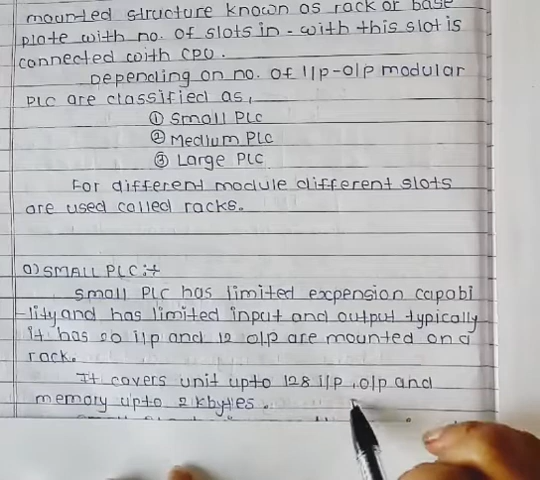 mounted structure known as rack or base
plate with no. of slots in - with this slot is
connected with CPU.
Depending on no. of I|p-o|p modular
PLC are classified as,
① Small PLC
② Medium PLC
③ Large PLC
For different module different slots
are used called racks.
a) SMALL PLC :+
Small PLC has limited expension capabi
-lity and has limited input and output typically
it has 20 i|p and 12 o|p are mounted on a
rack.
It covers unit upto 128 i|p, o|p and
memory upto 2 kbytes.